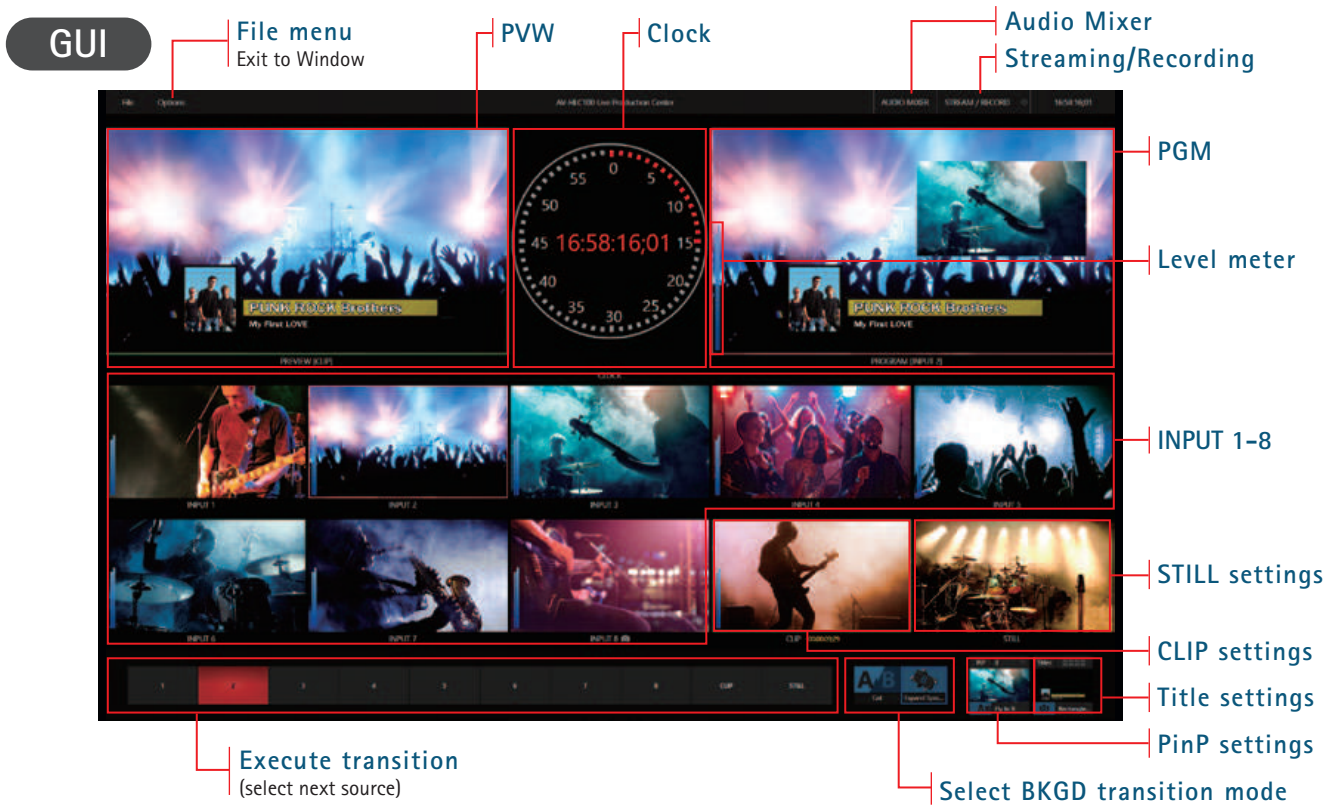 GUI
File menu
Exit to Window
PVW
Clock
Audio Mixer
Streaming/Recording
File
Options
AV-HLC100 Live Production Center
AUDIO MIXER
STREAM / RECORD
16:58:16;01
PGM
Level meter
0
5
10
15
20
25
30
35
40
45
50
55
16:58:16;01
PUNK ROCK Brothers
My First LOVE
PUNK ROCK Brothers
My First LOVE
PREVIEW [CLIP]
PROGRAM [INPUT 2]
CLOCK
INPUT 1
INPUT 2
INPUT 3
INPUT 4
INPUT 5
INPUT 1–8
INPUT 6
INPUT 7
INPUT 8
CLIP
STILL
STILL settings
CLIP settings
Title settings
PinP settings
1
2
3
4
5
6
7
8
CLIP
STILL
A B
Cut
Execute transition
(select next source)
Select BKGD transition mode